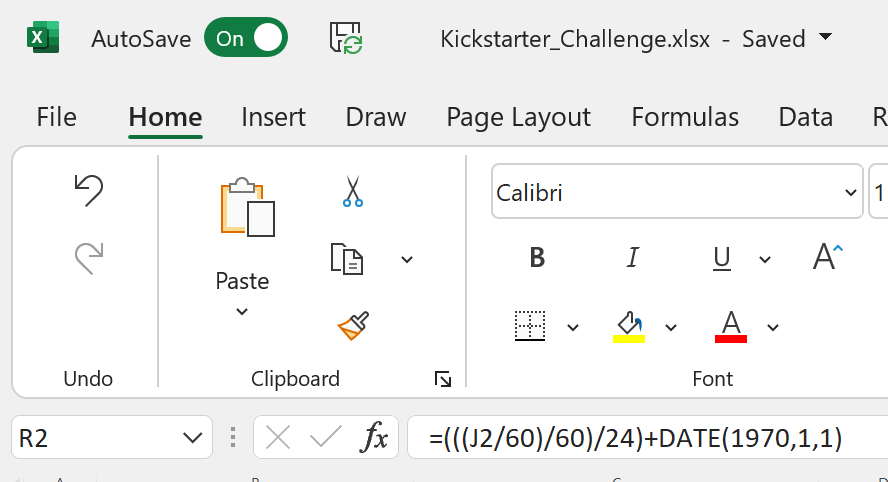 AutoSave On Kickstarter_Challenge.xlsx - Saved
File Home Insert Draw Page Layout Formulas Data R
Calibri 1
B I U A
Paste
A
Undo Clipboard Font
R2 fx =(((J2/60)/60)/24)+DATE(1970,1,1)